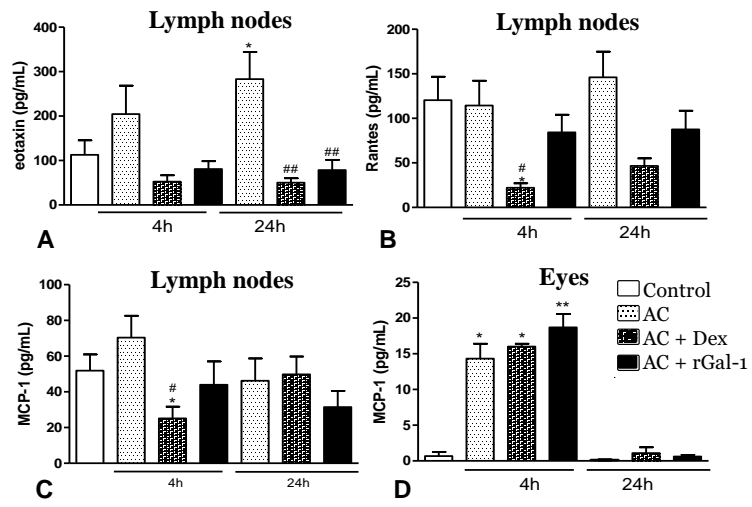 Lymph nodes
eotaxin (pg/mL)
400
300
200
100
0
*
##
##
4h
24h
A
Lymph nodes
Rantes (pg/mL)
200
150
100
50
0
#
*
4h
24h
B
Lymph nodes
MCP-1 (pg/mL)
100
80
60
40
20
0
#
*
4h
24h
C
Eyes
MCP-1 (pg/mL)
25
20
15
10
5
0
*
*
**
4h
24h
D
Control
AC
AC + Dex
AC + rGal-1